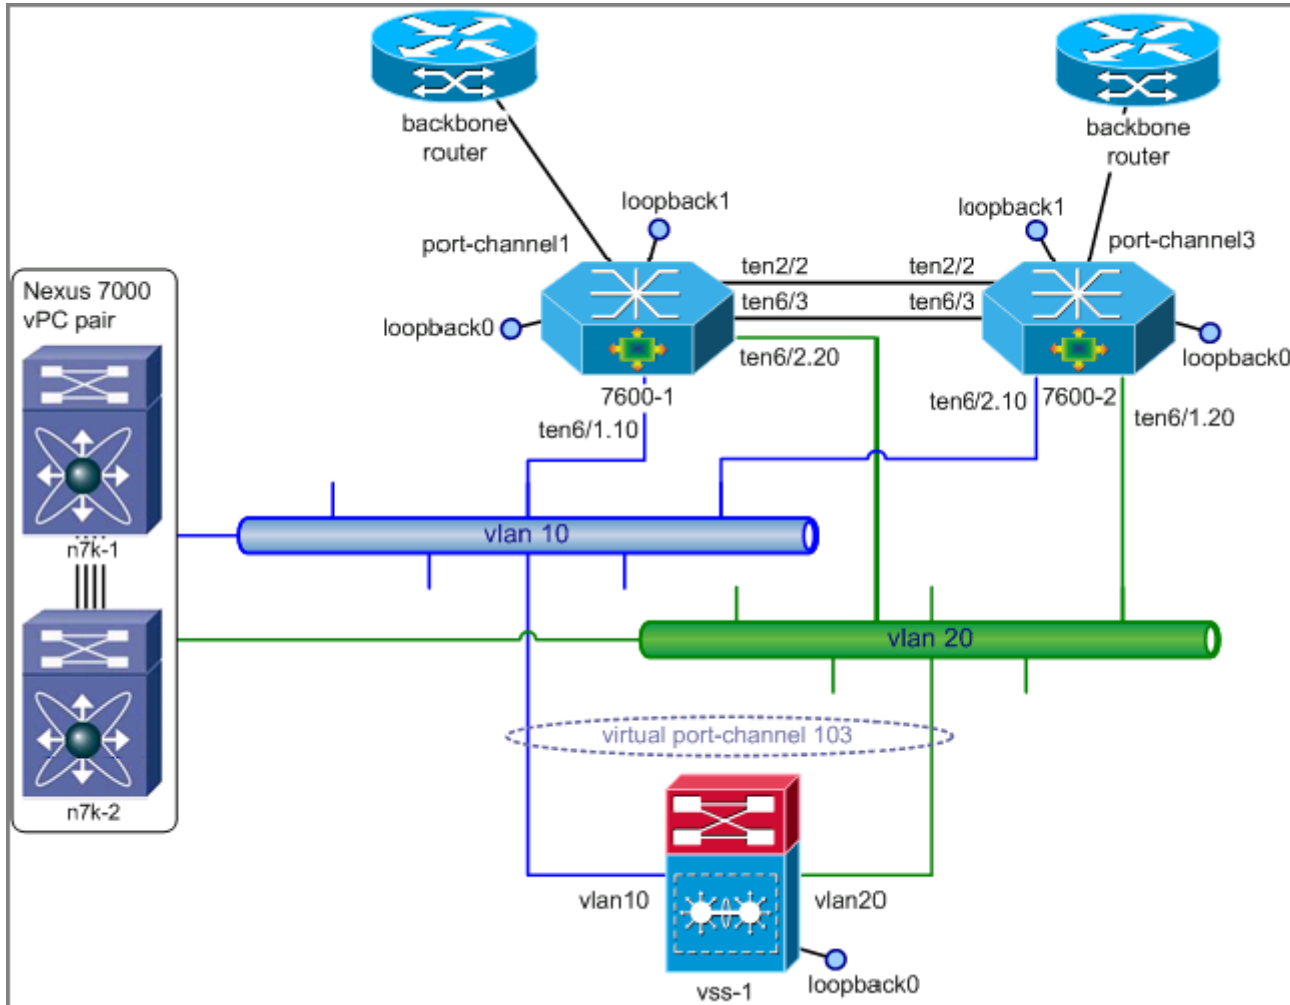 backbone
router
backbone
router
loopback1
loopback1
port-channel1
port-channel3
ten2/2
ten2/2
Nexus 7000
vPC pair
ten6/3
ten6/3
loopback0
loopback0
ten6/2.20
7600-1
ten6/2.10
7600-2
ten6/1.20
ten6/1.10
vlan 10
n7k-1
vlan 20
virtual port-channel 103
n7k-2
vlan10
vlan20
vss-1
loopback0